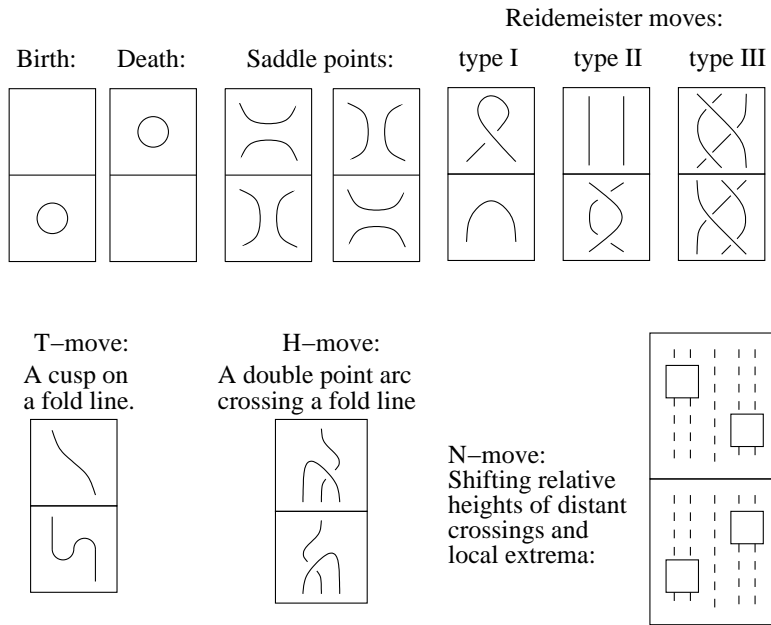 Reidemeister moves:
Birth: Death: Saddle points: type I type II type III
T−move:
A cusp on
a fold line.
H−move:
A double point arc
crossing a fold line
N−move:
Shifting relative
heights of distant
crossings and
local extrema: